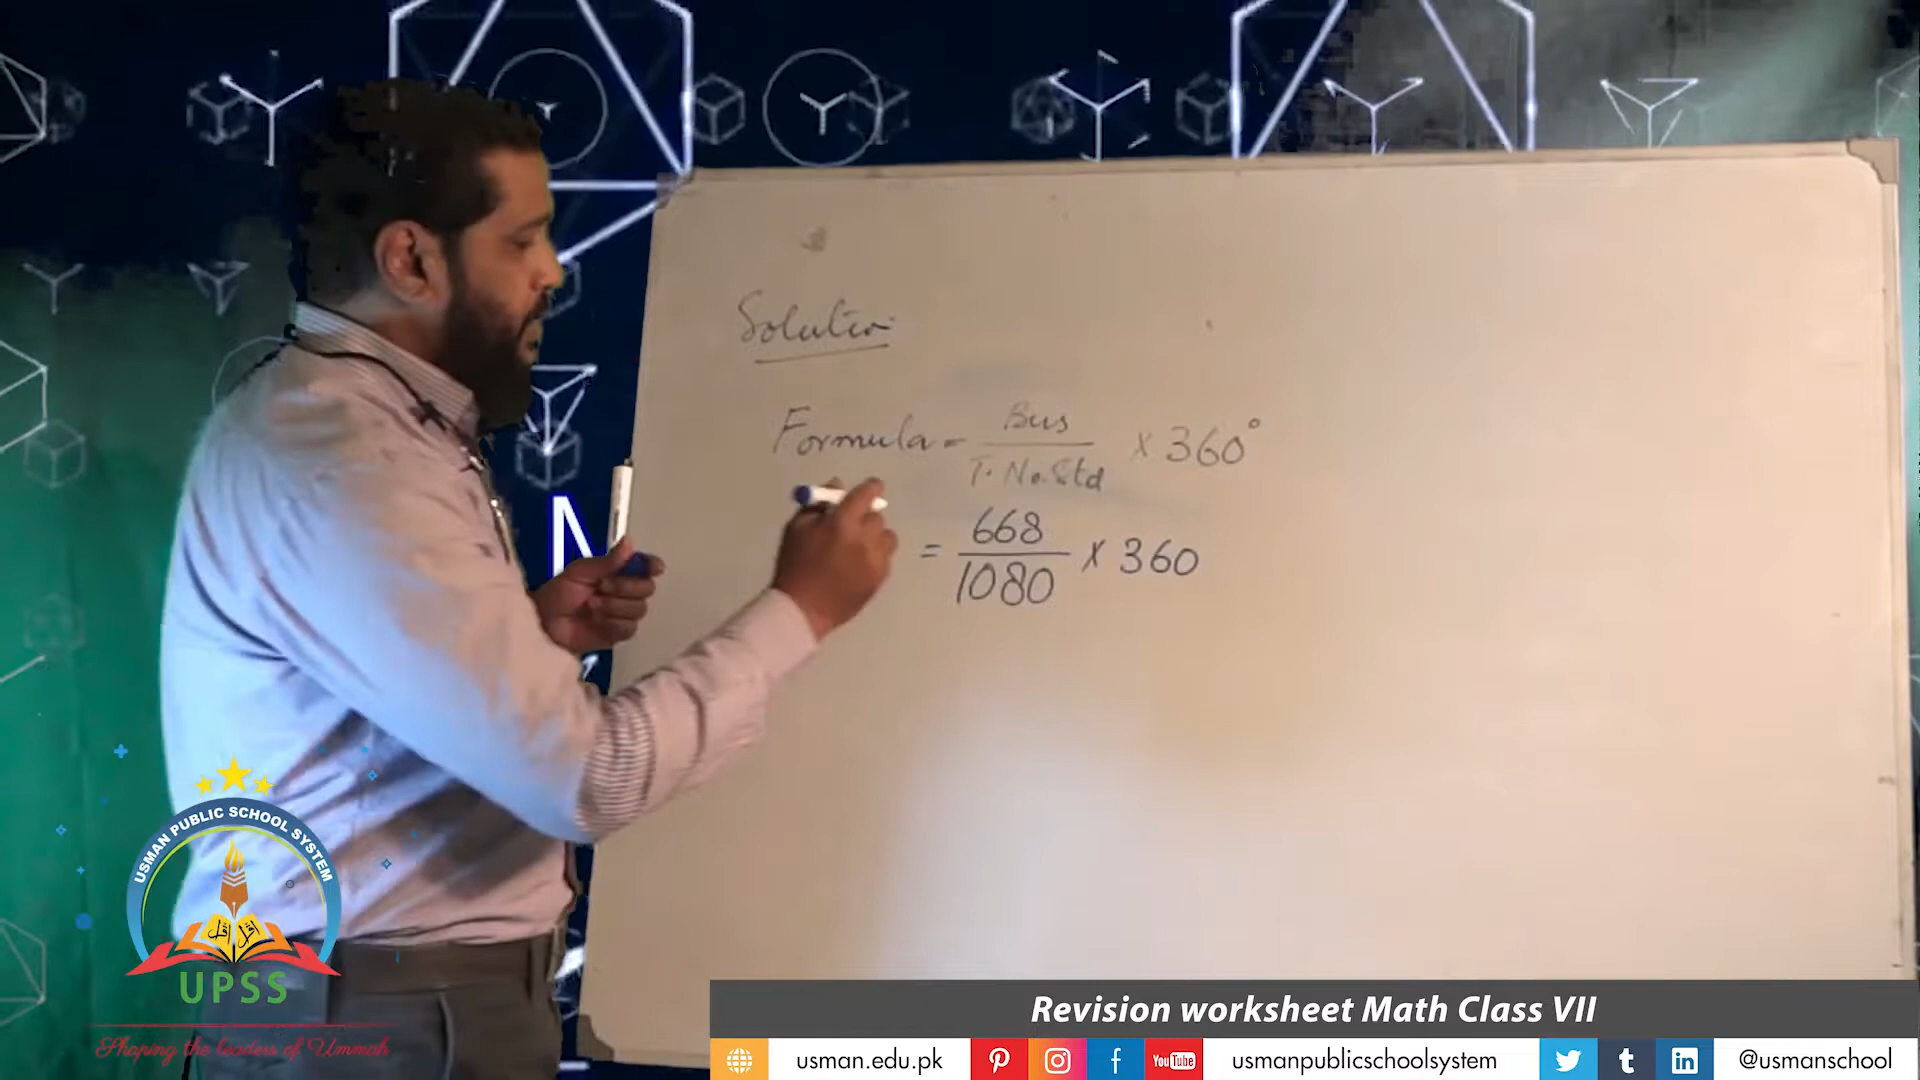 Solution
Formula = Bus / T. No. Std × 360°
= 668 / 1080 × 360
N
USMAN PUBLIC SCHOOL SYSTEM
UPSS
Shaping the leaders of Ummah
Revision worksheet Math Class VII
usman.edu.pk
YouTube
usmanpublicschoolsystem
@usmanschool